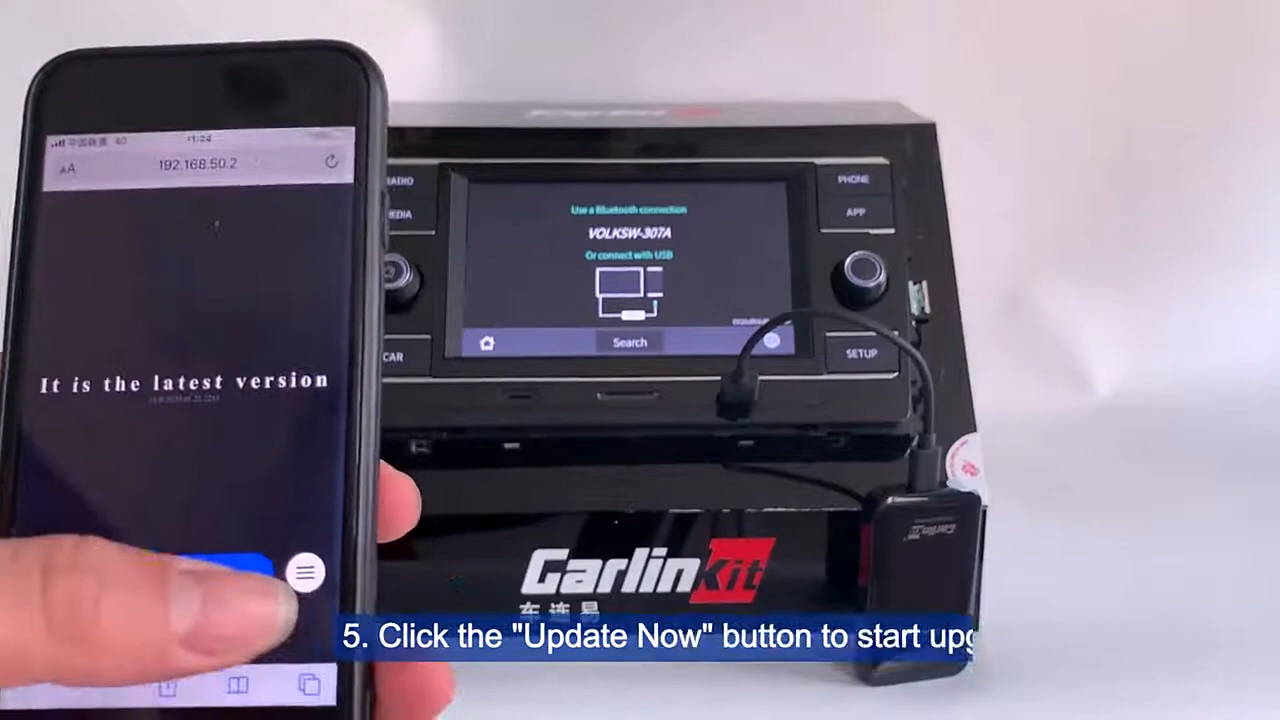 中国联通 4G
11:24
AA
192.168.50.2
It is the latest version
RADIO
MEDIA
CAR
PHONE
APP
SETUP
Use a Bluetooth connection
VOLKSW-307A
Or connect with USB
Search
GarlinKit
车连易
Garlinkit
5. Click the "Update Now" button to start upg